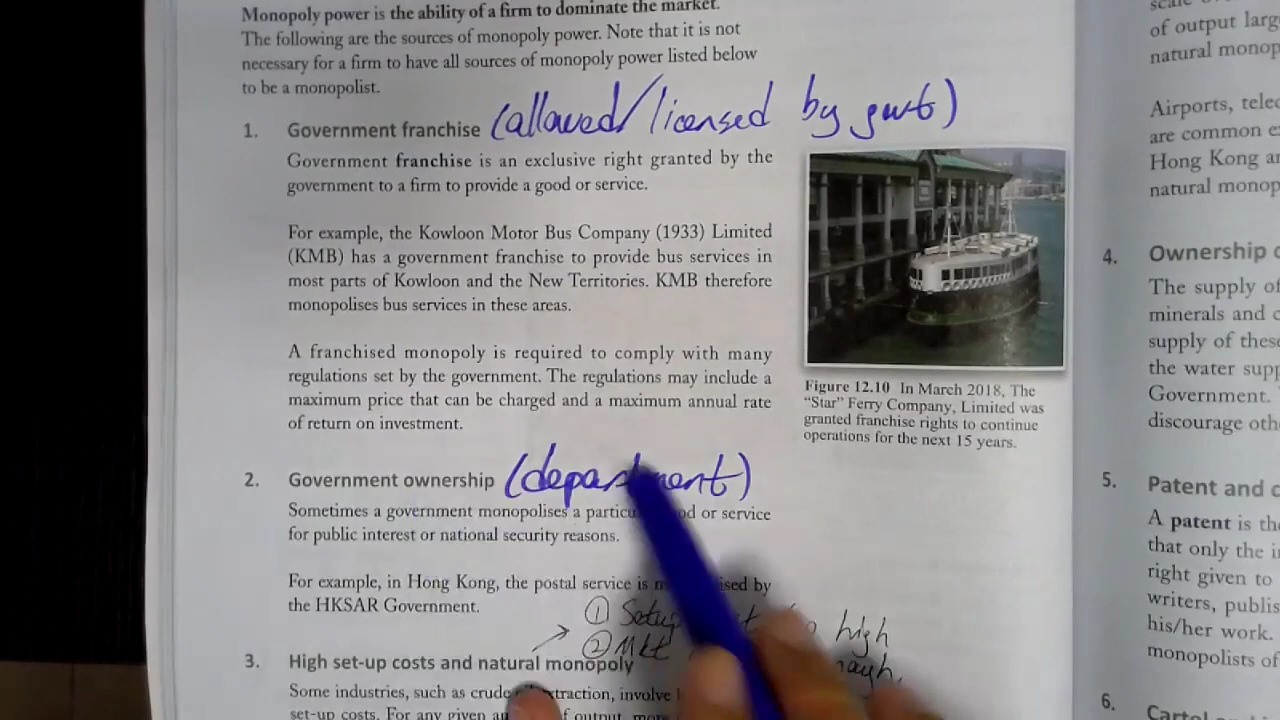 Monopoly power is the ability of a firm to dominate the market.
The following are the sources of monopoly power. Note that it is not
necessary for a firm to have all sources of monopoly power listed below
to be a monopolist.
1. Government franchise (allowed/licensed by gvt)
Government franchise is an exclusive right granted by the
government to a firm to provide a good or service.
For example, the Kowloon Motor Bus Company (1933) Limited
(KMB) has a government franchise to provide bus services in
most parts of Kowloon and the New Territories. KMB therefore
monopolises bus services in these areas.
A franchised monopoly is required to comply with many
regulations set by the government. The regulations may include a
maximum price that can be charged and a maximum annual rate
of return on investment.
Figure 12.10 In March 2018, The
"Star" Ferry Company, Limited was
granted franchise rights to continue
operations for the next 15 years.
2. Government ownership (department)
Sometimes a government monopolises a or service
for public interest or national security reasons.
For example, in Hong Kong, the postal service is by
the HKSAR Government.
① high
② Mkt
3. High set-up costs and natural monopoly
Some industries, such as crude involve
set-up costs. For any given of output,
of output
natural
Airports,
are common
Hong Kong
natural
4. Ownership
The supply of
minerals and
supply of
the water
Government.
discourage
5. Patent and
A patent is
that only the
right given to
writers,
his/her work.
monopolists of
6. Cartel